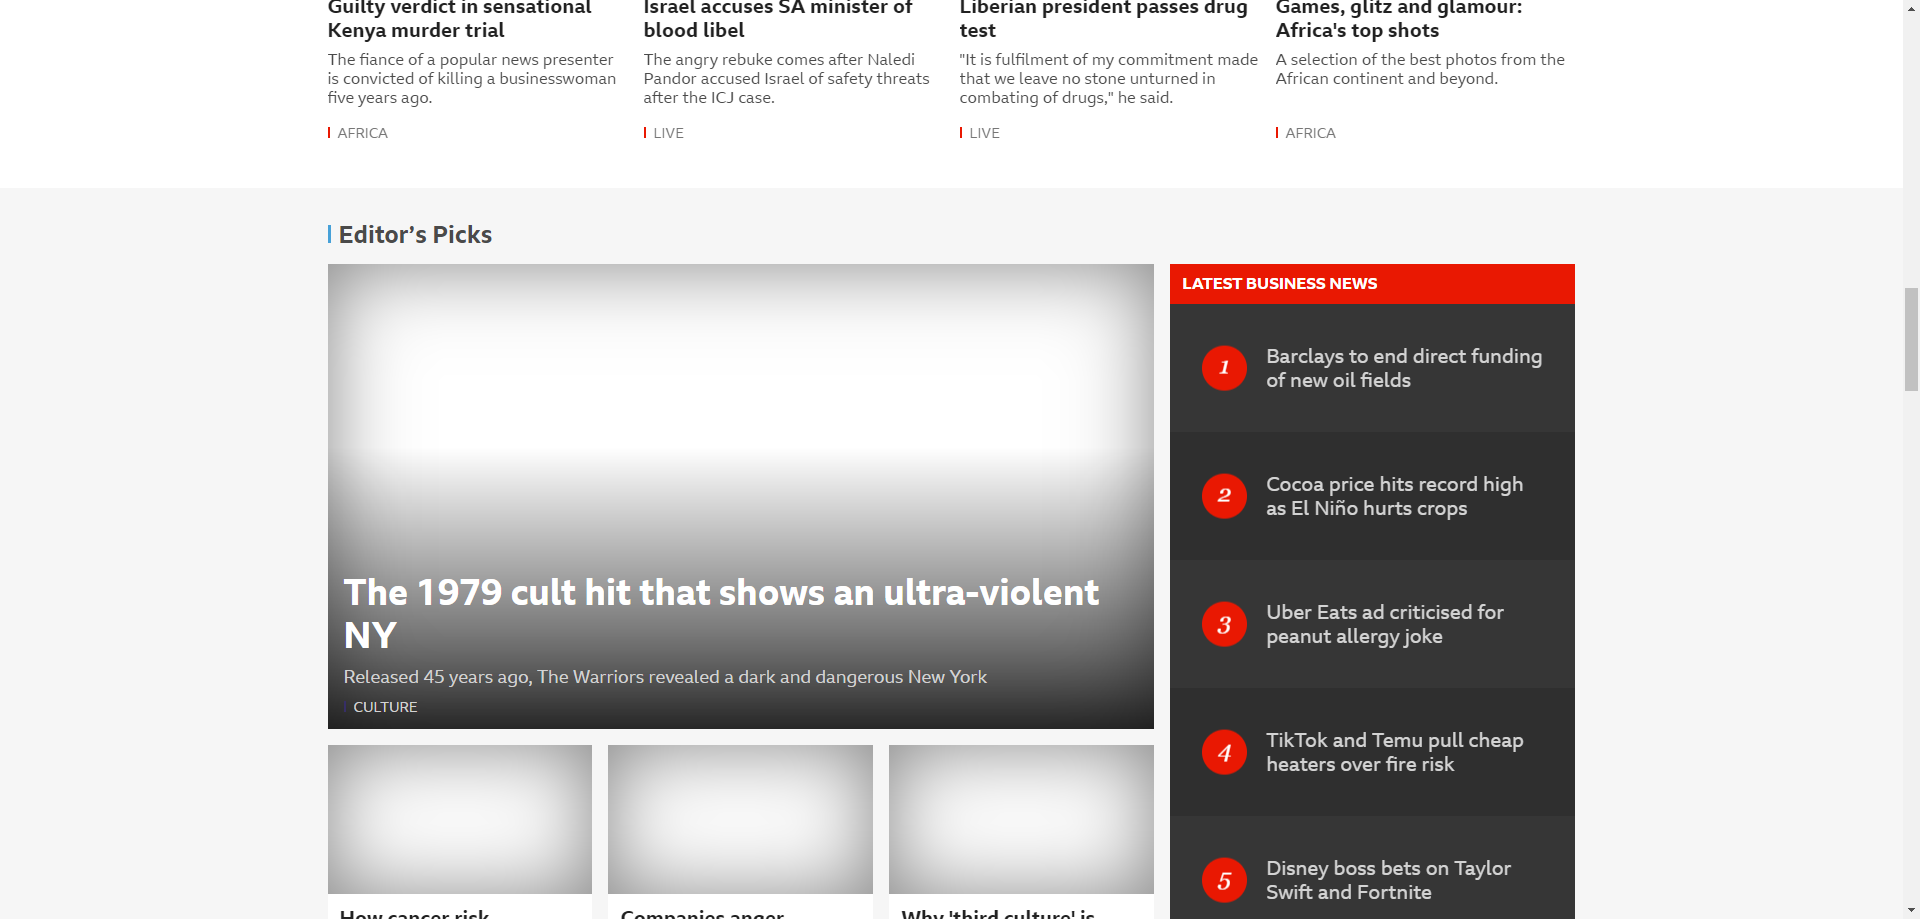 Guilty verdict in sensational
Kenya murder trial
The fiance of a popular news presenter
is convicted of killing a businesswoman
five years ago.
AFRICA
Israel accuses SA minister of
blood libel
The angry rebuke comes after Naledi
Pandor accused Israel of safety threats
after the ICJ case.
LIVE
Liberian president passes drug
test
"It is fulfilment of my commitment made
that we leave no stone unturned in
combating of drugs," he said.
LIVE
Games, glitz and glamour:
Africa's top shots
A selection of the best photos from the
African continent and beyond.
AFRICA
Editor’s Picks
The 1979 cult hit that shows an ultra-violent
NY
Released 45 years ago, The Warriors revealed a dark and dangerous New York
CULTURE
How cancer risk
Companies anger
Why 'third culture' is
LATEST BUSINESS NEWS
1
Barclays to end direct funding
of new oil fields
2
Cocoa price hits record high
as El Niño hurts crops
3
Uber Eats ad criticised for
peanut allergy joke
4
TikTok and Temu pull cheap
heaters over fire risk
5
Disney boss bets on Taylor
Swift and Fortnite